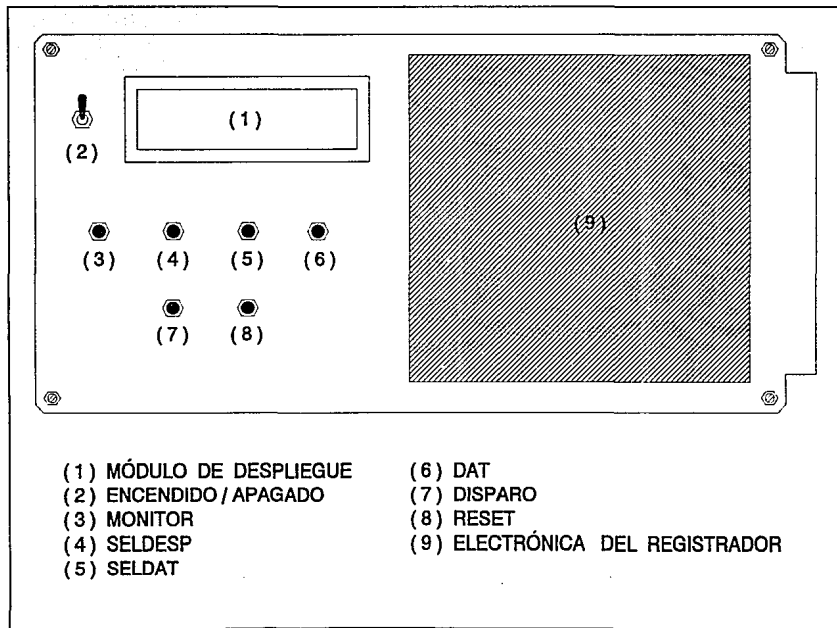 (1)
(2)
(3) (4) (5) (6)
(7) (8)
(9)
(1) MÓDULO DE DESPLIEGUE
(2) ENCENDIDO / APAGADO
(3) MONITOR
(4) SELDESP
(5) SELDAT
(6) DAT
(7) DISPARO
(8) RESET
(9) ELECTRÓNICA DEL REGISTRADOR